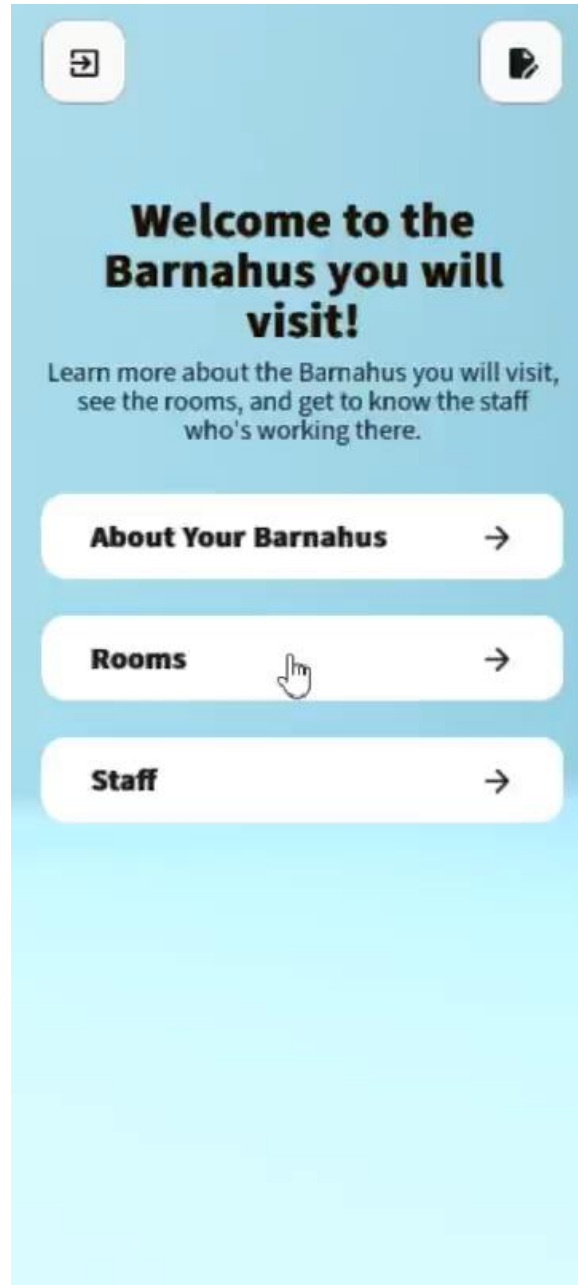 Welcome to the
Barnahus you will
visit!
Learn more about the Barnahus you will visit,
see the rooms, and get to know the staff
who's working there.
About Your Barnahus
Rooms
Staff